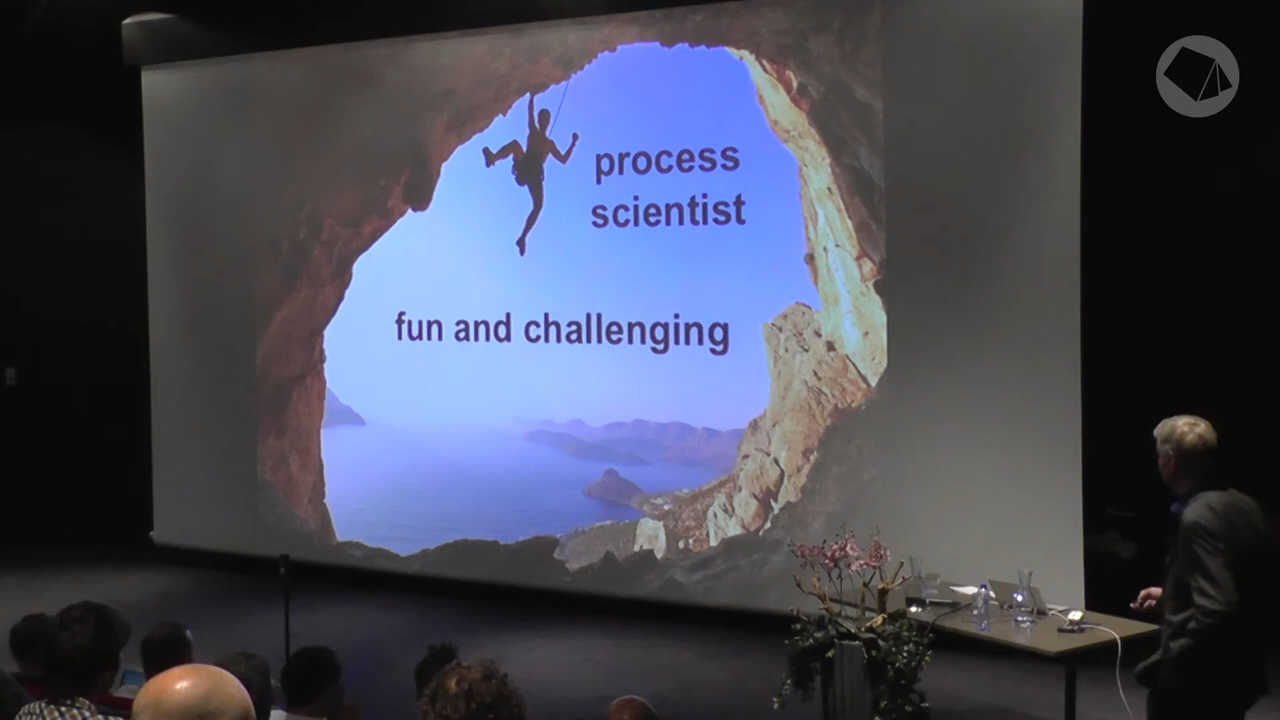 process
scientist
fun and challenging